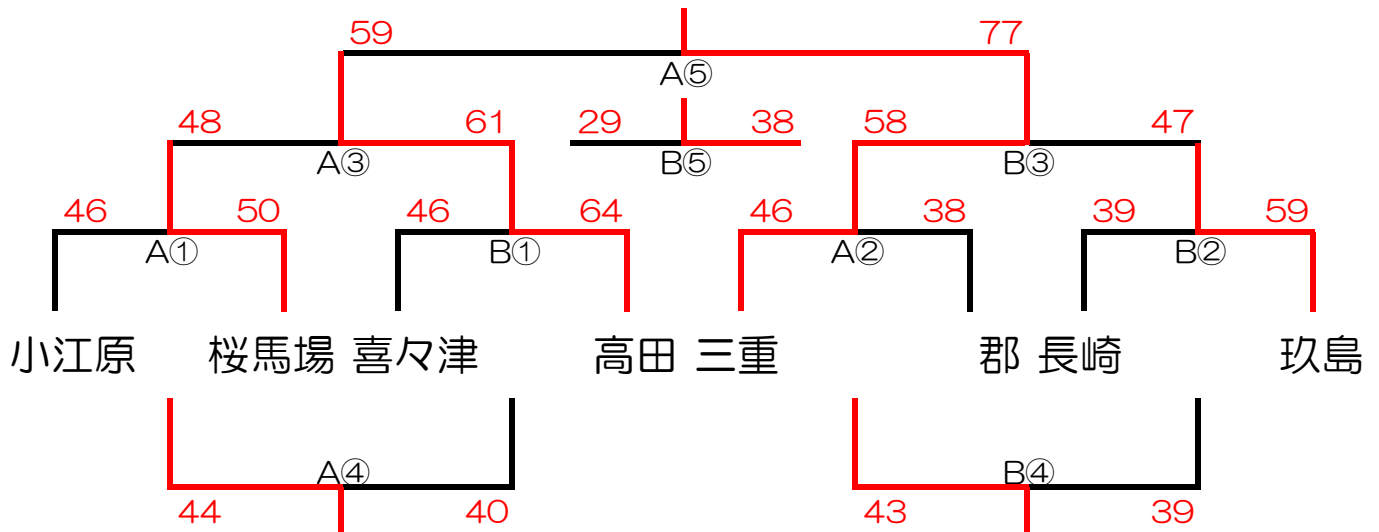 59 77
A⑤
48 61 29 38 58 47
A③ B⑤ B③
46 50 46 64 46 38 39 59
A① B① A② B②
小江原 桜馬場 喜々津 高田 三重 郡 長崎 玖島
A④ B④
44 40 43 39